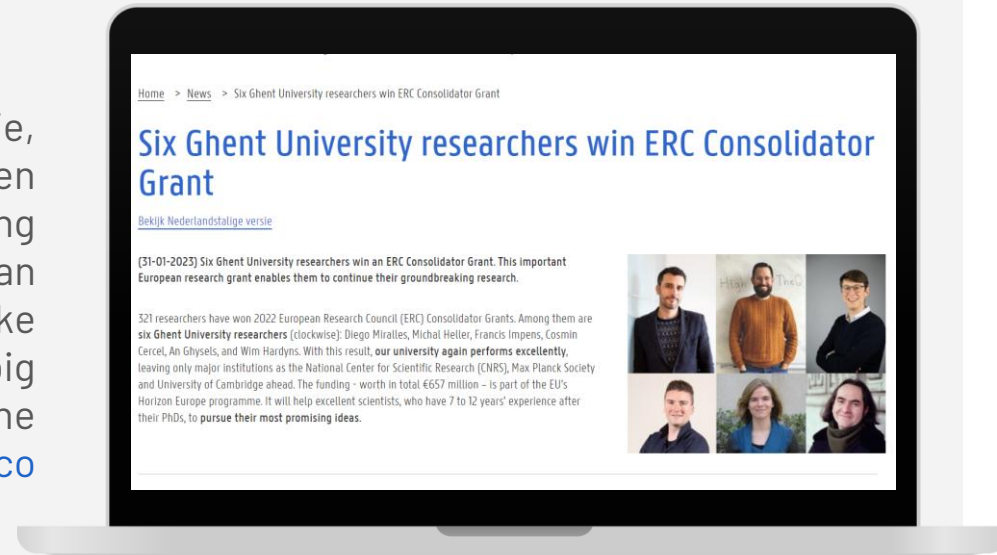 e,
en
ng
an
ke
ig
ne
co
Home > News > Six Ghent University researchers win ERC Consolidator Grant
Six Ghent University researchers win ERC Consolidator
Grant
Bekijk Nederlandstalige versie
(31-01-2023) Six Ghent University researchers win an ERC Consolidator Grant. This important
European research grant enables them to continue their groundbreaking research.
321 researchers have won 2022 European Research Council (ERC) Consolidator Grants. Among them are
six Ghent University researchers (clockwise): Diego Miralles, Michal Heller, Francis Impens, Cosmin
Cercel, An Ghysels, and Wim Hardyns. With this result, our university again performs excellently,
leaving only major institutions as the National Center for Scientific Research (CNRS), Max Planck Society
and University of Cambridge ahead. The funding - worth in total €657 million – is part of the EU's
Horizon Europe programme. It will help excellent scientists, who have 7 to 12 years' experience after
their PhDs, to pursue their most promising ideas.
High